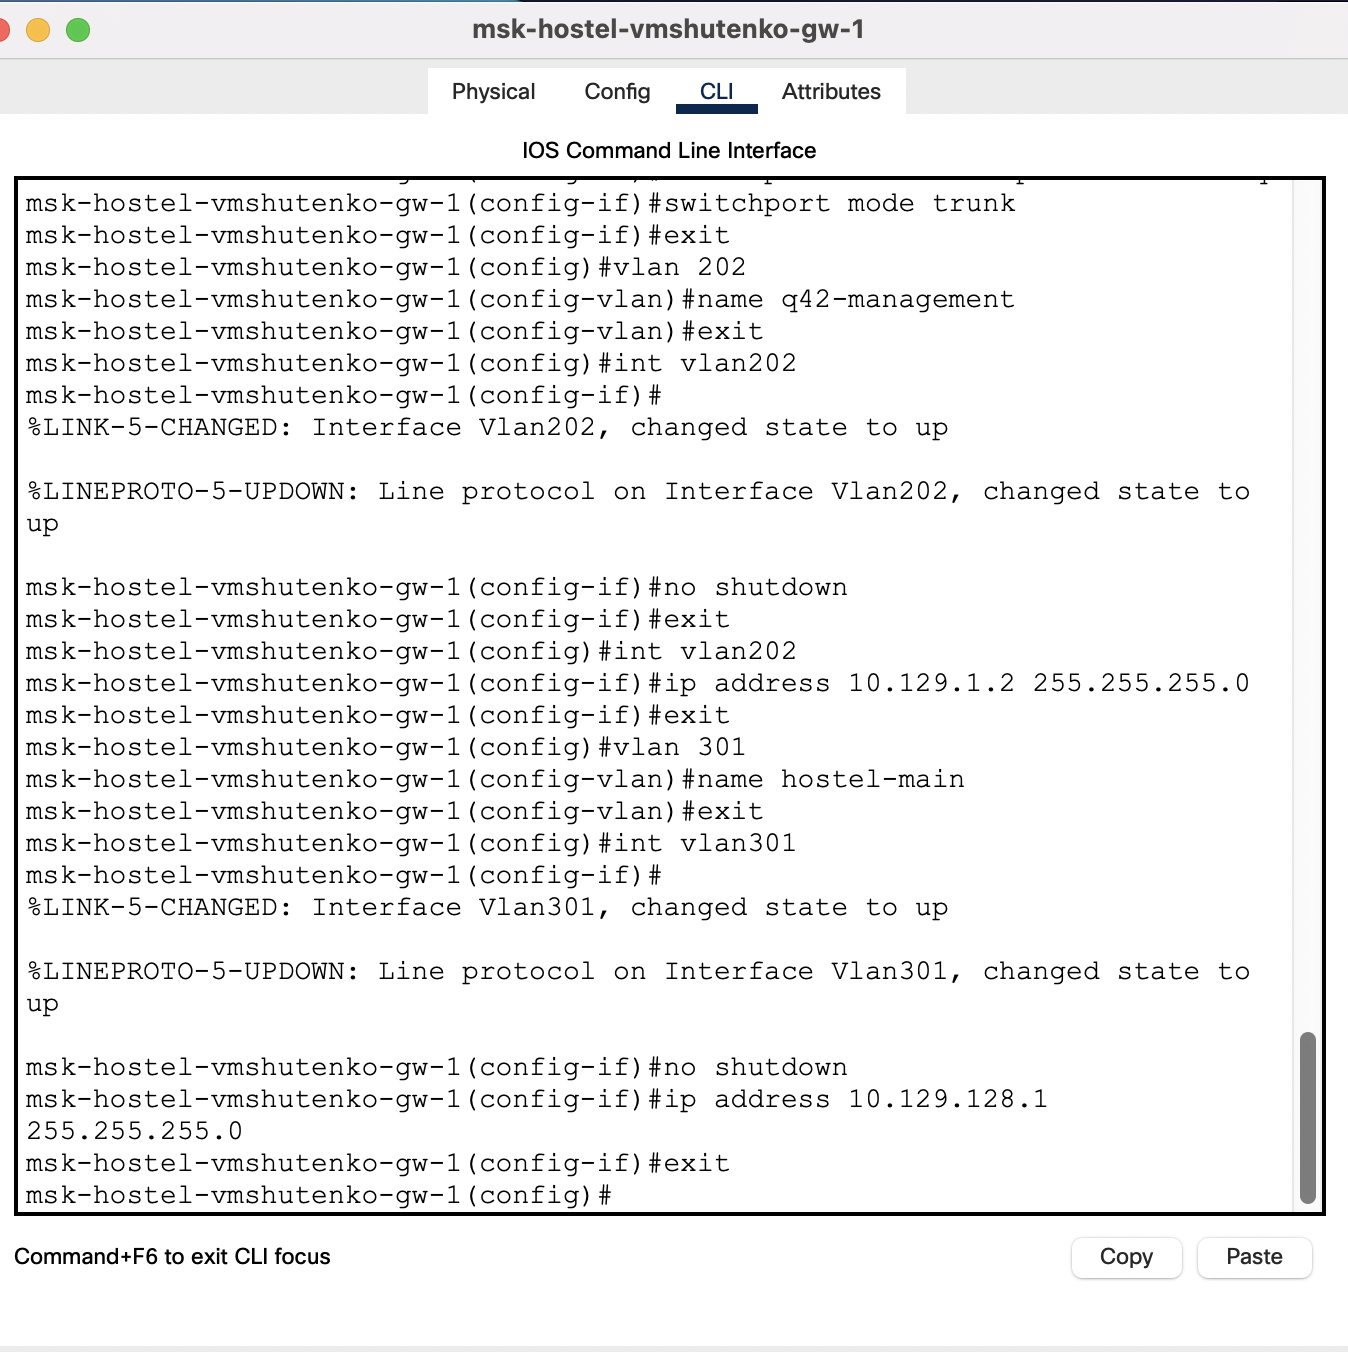 msk-hostel-vmshutenko-gw-1
Physical Config CLI Attributes
IOS Command Line Interface
msk-hostel-vmshutenko-gw-1(config-if)#switchport mode trunk
msk-hostel-vmshutenko-gw-1(config-if)#exit
msk-hostel-vmshutenko-gw-1(config)#vlan 202
msk-hostel-vmshutenko-gw-1(config-vlan)#name q42-management
msk-hostel-vmshutenko-gw-1(config-vlan)#exit
msk-hostel-vmshutenko-gw-1(config)#int vlan202
msk-hostel-vmshutenko-gw-1(config-if)#
%LINK-5-CHANGED: Interface Vlan202, changed state to up
%LINEPROTO-5-UPDOWN: Line protocol on Interface Vlan202, changed state to
up
msk-hostel-vmshutenko-gw-1(config-if)#no shutdown
msk-hostel-vmshutenko-gw-1(config-if)#exit
msk-hostel-vmshutenko-gw-1(config)#int vlan202
msk-hostel-vmshutenko-gw-1(config-if)#ip address 10.129.1.2 255.255.255.0
msk-hostel-vmshutenko-gw-1(config-if)#exit
msk-hostel-vmshutenko-gw-1(config)#vlan 301
msk-hostel-vmshutenko-gw-1(config-vlan)#name hostel-main
msk-hostel-vmshutenko-gw-1(config-vlan)#exit
msk-hostel-vmshutenko-gw-1(config)#int vlan301
msk-hostel-vmshutenko-gw-1(config-if)#
%LINK-5-CHANGED: Interface Vlan301, changed state to up
%LINEPROTO-5-UPDOWN: Line protocol on Interface Vlan301, changed state to
up
msk-hostel-vmshutenko-gw-1(config-if)#no shutdown
msk-hostel-vmshutenko-gw-1(config-if)#ip address 10.129.128.1
255.255.255.0
msk-hostel-vmshutenko-gw-1(config-if)#exit
msk-hostel-vmshutenko-gw-1(config)#
Command+F6 to exit CLI focus Copy Paste